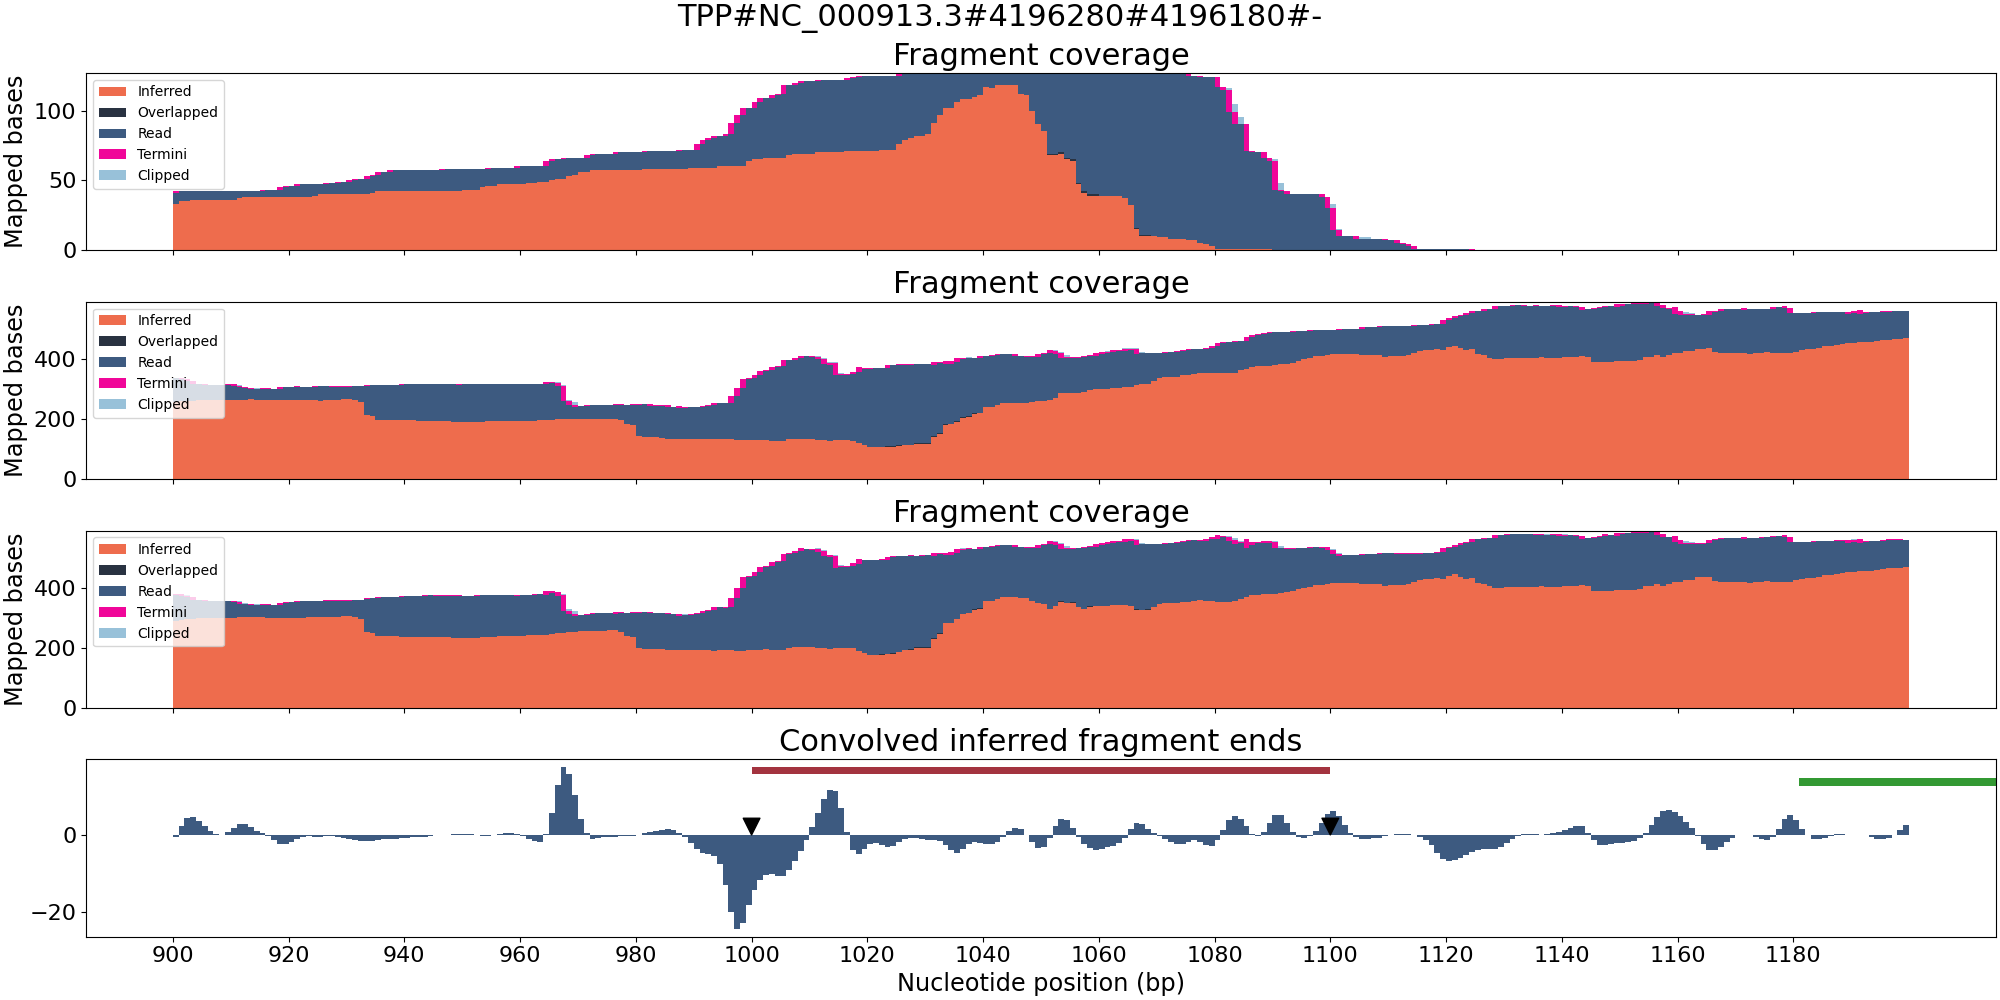 TPP#NC_000913.3#4196280#4196180#-
Fragment coverage
Mapped bases
100
50
0
Inferred
Overlapped
Read
Termini
Clipped
Fragment coverage
Mapped bases
400
200
0
Inferred
Overlapped
Read
Termini
Clipped
Fragment coverage
Mapped bases
400
200
0
Inferred
Overlapped
Read
Termini
Clipped
Convolved inferred fragment ends
0
−20
900 920 940 960 980 1000 1020 1040 1060 1080 1100 1120 1140 1160 1180
Nucleotide position (bp)